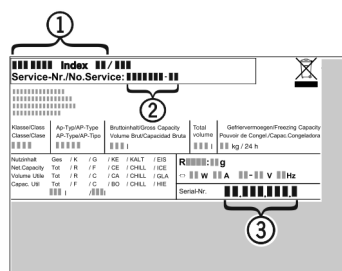 1
Index /
Service-Nr./No.Service: -
2
Klasse/Class Ap-Typ/AP-Type Bruttoinhalt/Gross Capacity Total Gefriervermoegen/Freezing Capacity
Classe/Clase AP-Type/AP-Tipo Volume Brut/Capacidad Bruta volume Pouvoir de Congel./Capac.Congeladora
l l kg / 24 h
Nutzinhalt Ges / K / G / KE / KALT / EIS
Net.Capacity Tot / R / F / CE / CHILL / ICE
Volume Utile Tot / R / C / CA / CHILL / GLA
Capac. Util Tot / F / C / BO / CHILL / HIE
l / l
R : g
W A - V Hz
Serial-Nr. . . .
3